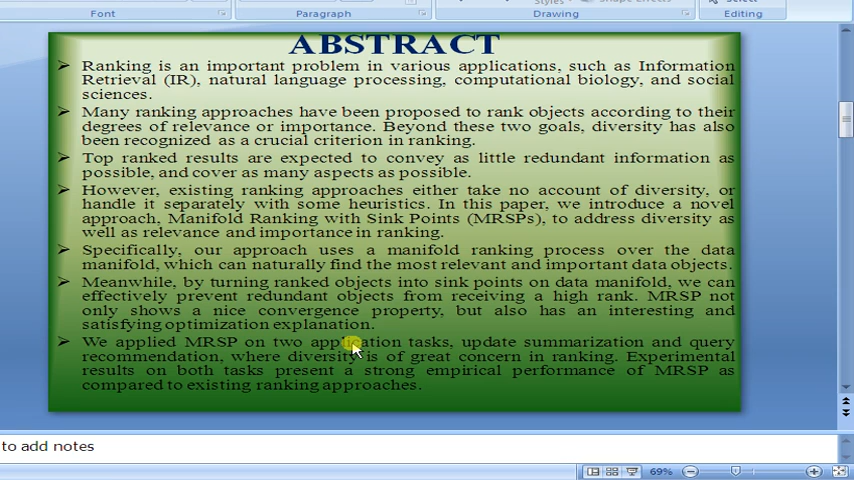 Styles
Shape Effects
Select
Font
Paragraph
Drawing
Editing
ABSTRACT
➢ Ranking is an important problem in various applications, such as Information
Retrieval (IR), natural language processing, computational biology, and social
sciences.
➢ Many ranking approaches have been proposed to rank objects according to their
degrees of relevance or importance. Beyond these two goals, diversity has also
been recognized as a crucial criterion in ranking.
➢ Top ranked results are expected to convey as little redundant information as
possible, and cover as many aspects as possible.
➢ However, existing ranking approaches either take no account of diversity, or
handle it separately with some heuristics. In this paper, we introduce a novel
approach, Manifold Ranking with Sink Points (MRSPs), to address diversity as
well as relevance and importance in ranking.
➢ Specifically, our approach uses a manifold ranking process over the data
manifold, which can naturally find the most relevant and important data objects.
➢ Meanwhile, by turning ranked objects into sink points on data manifold, we can
effectively prevent redundant objects from receiving a high rank. MRSP not
only shows a nice convergence property, but also has an interesting and
satisfying optimization explanation.
➢ We applied MRSP on two application tasks, update summarization and query
recommendation, where diversity is of great concern in ranking. Experimental
results on both tasks present a strong empirical performance of MRSP as
compared to existing ranking approaches.
to add notes
69%